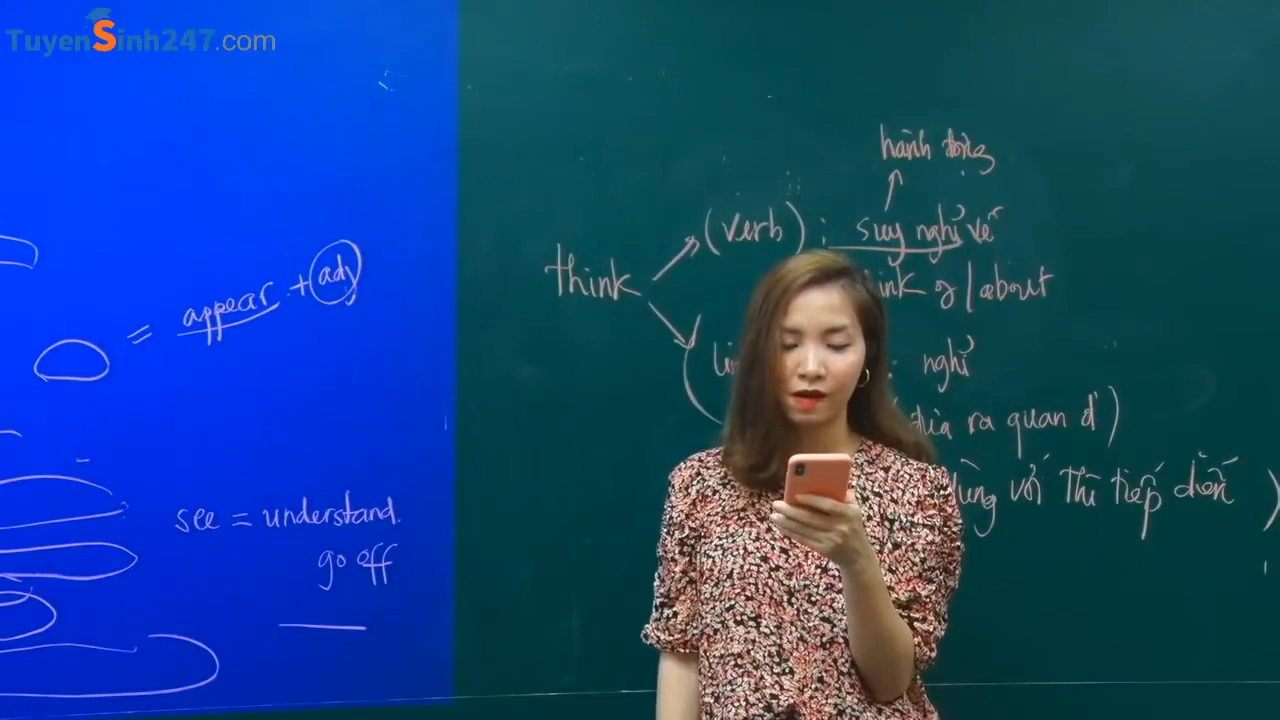 TuyenSinh247.com
= appear + adj
see = understand.
go off
hành động
think
(verb) : suy nghĩ về
think of / about
: nghĩ
đưa ra quan đ')
dùng với thì tiếp diễn )